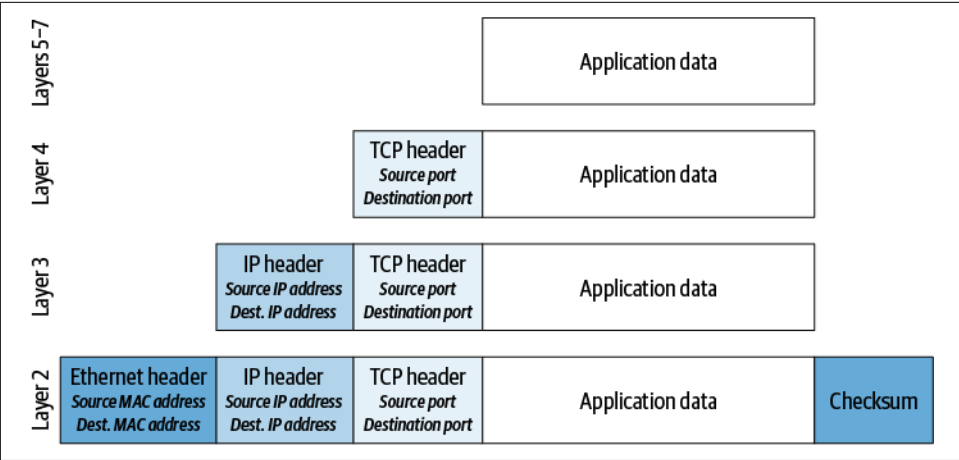 Layers 5–7
Application data
Layer 4
TCP header
Source port
Destination port
Application data
Layer 3
IP header
Source IP address
Dest. IP address
TCP header
Source port
Destination port
Application data
Layer 2
Ethernet header
Source MAC address
Dest. MAC address
IP header
Source IP address
Dest. IP address
TCP header
Source port
Destination port
Application data
Checksum